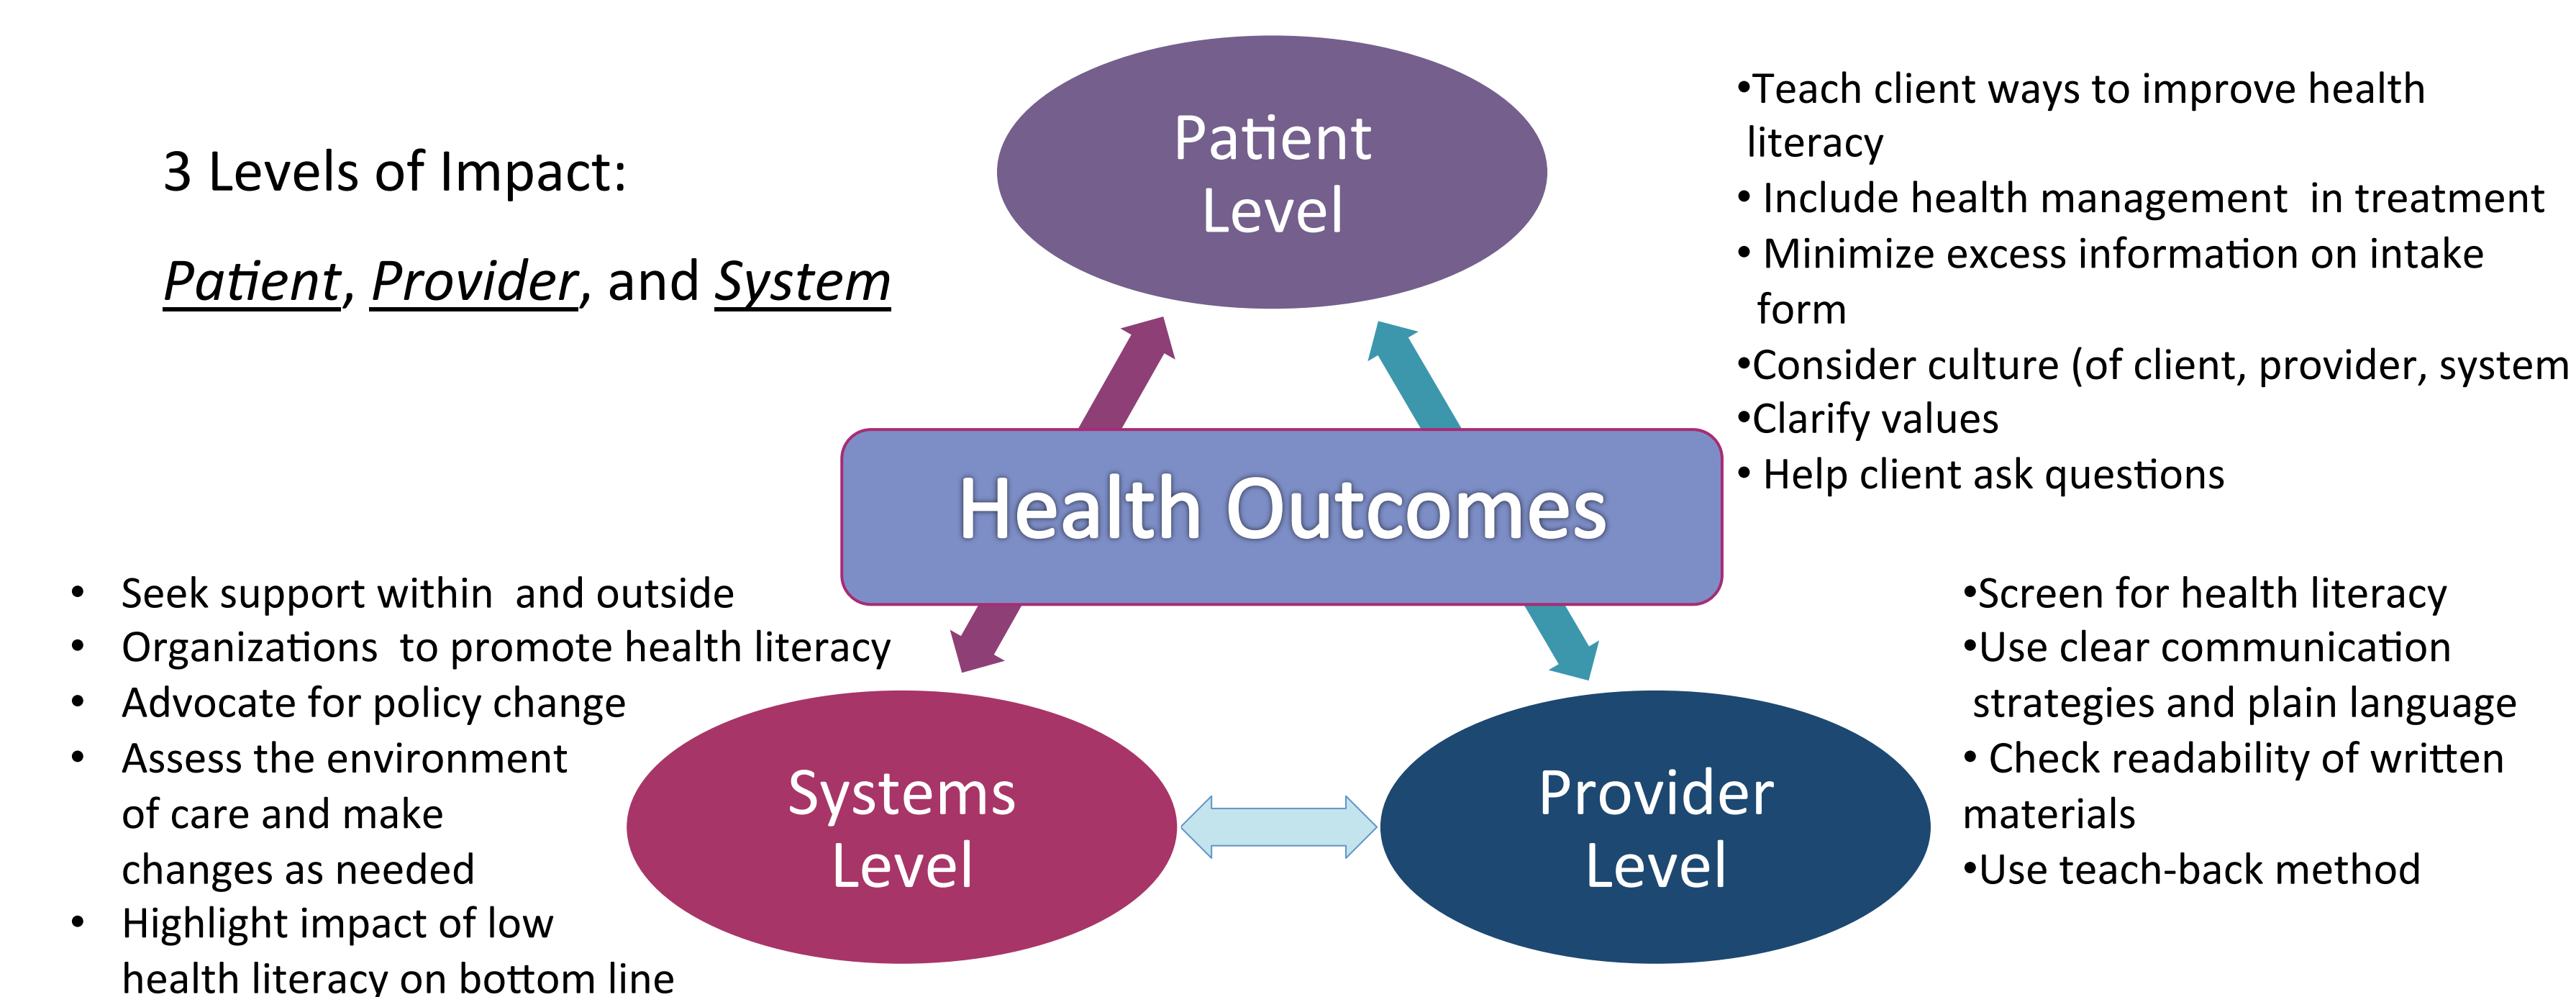 3 Levels of Impact:
Patient, Provider, and System
Patient
Level
•Teach client ways to improve health
literacy
• Include health management  in treatment
• Minimize excess information on intake
form
•Consider culture (of client, provider, system
•Clarify values
• Help client ask questions
Health Outcomes
• Seek support within  and outside
• Organizations  to promote health literacy
• Advocate for policy change
• Assess the environment
of care and make
changes as needed
• Highlight impact of low
health literacy on bottom line
Systems
Level
Provider
Level
•Screen for health literacy
•Use clear communication
strategies and plain language
• Check readability of written
materials
•Use teach-back method